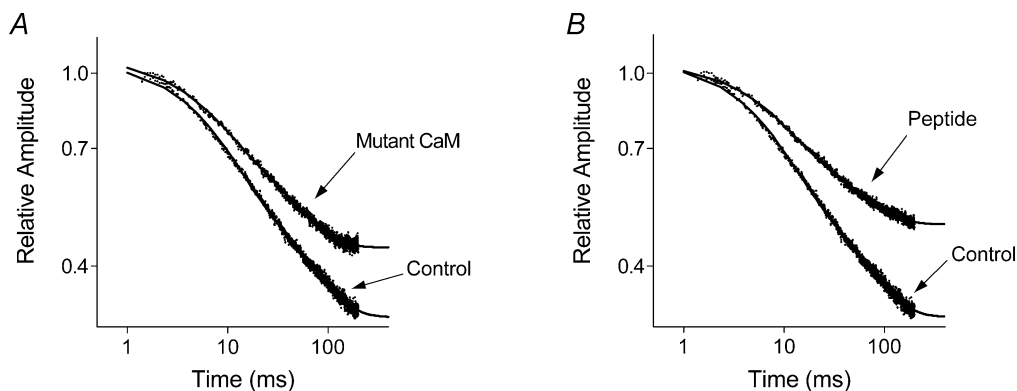 A
Relative Amplitude
1.0
0.7
0.4
Mutant CaM
Control
1 10 100
Time (ms)
B
Relative Amplitude
1.0
0.7
0.4
Peptide
Control
1 10 100
Time (ms)